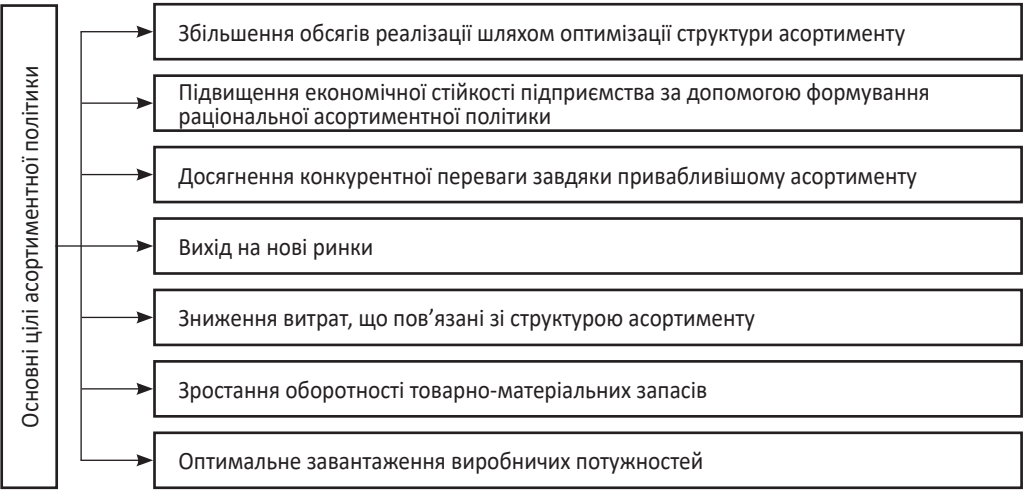 Основні цілі асортиментної політики
Збільшення обсягів реалізації шляхом оптимізації структури асортименту
Підвищення економічної стійкості підприємства за допомогою формування
раціональної асортиментної політики
Досягнення конкурентної переваги завдяки привабливішому асортименту
Вихід на нові ринки
Зниження витрат, що пов’язані зі структурою асортименту
Зростання оборотності товарно-матеріальних запасів
Оптимальне завантаження виробничих потужностей